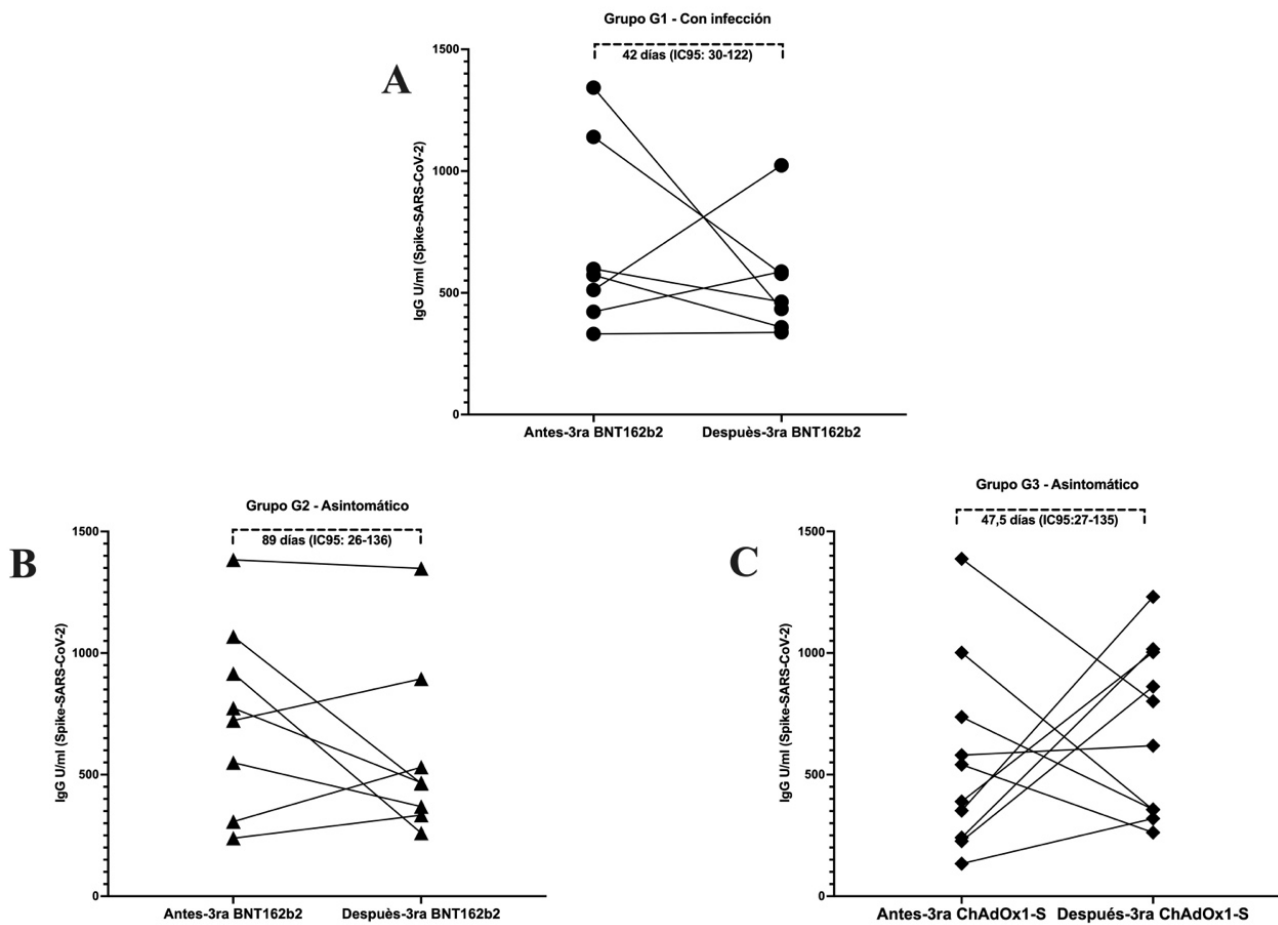 Grupo G1 - Con infección
42 días (IC95: 30-122)
A
IgG U/ml (Spike-SARS-CoV-2)
1500
1000
500
0
Antes-3ra BNT162b2
Despuès-3ra BNT162b2
Grupo G2 - Asintomático
89 días (IC95: 26-136)
B
IgG U/ml (Spike-SARS-CoV-2)
1500
1000
500
0
Antes-3ra BNT162b2
Despuès-3ra BNT162b2
Grupo G3 - Asintomático
47,5 días (IC95:27-135)
C
IgG U/ml (Spike-SARS-CoV-2)
1500
1000
500
0
Antes-3ra ChAdOx1-S
Después-3ra ChAdOx1-S